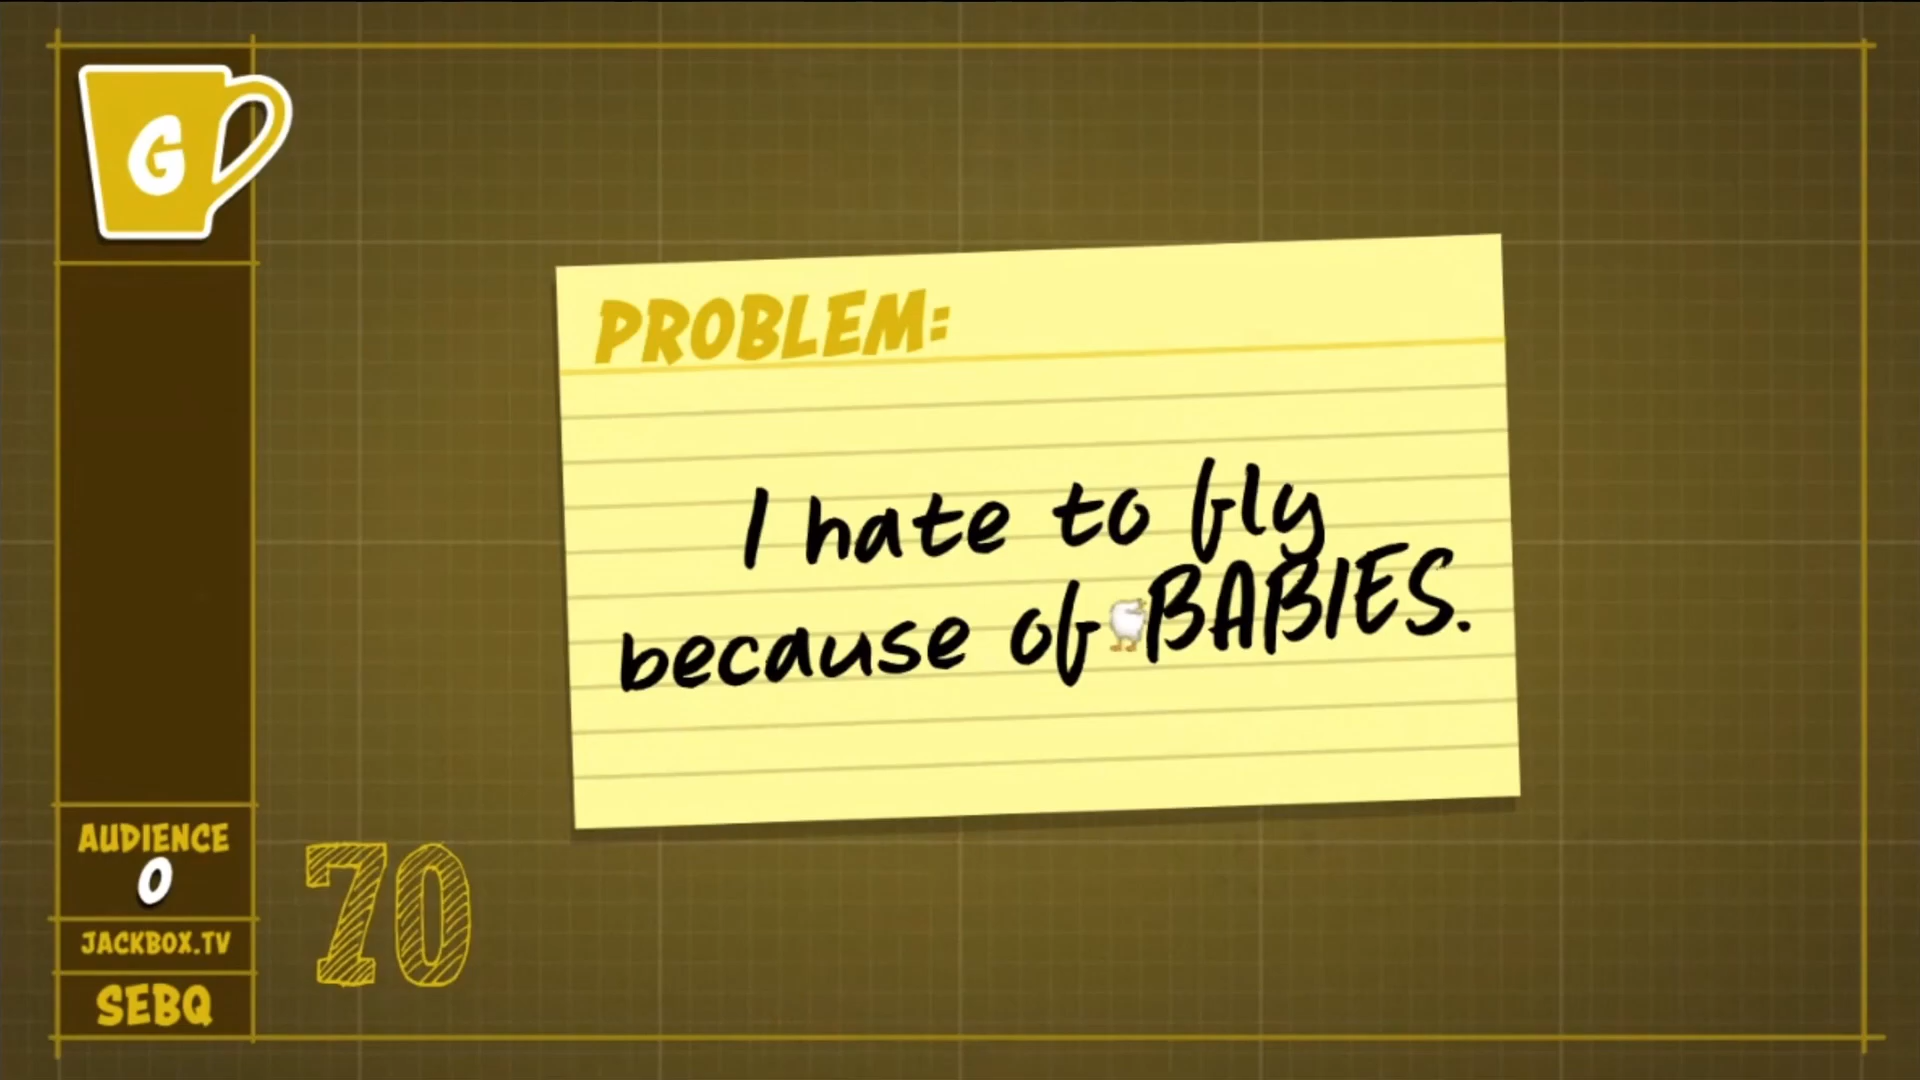 G
PROBLEM:
I hate to fly
because of BABIES.
AUDIENCE
0
JACKBOX.TV
SEBQ
70